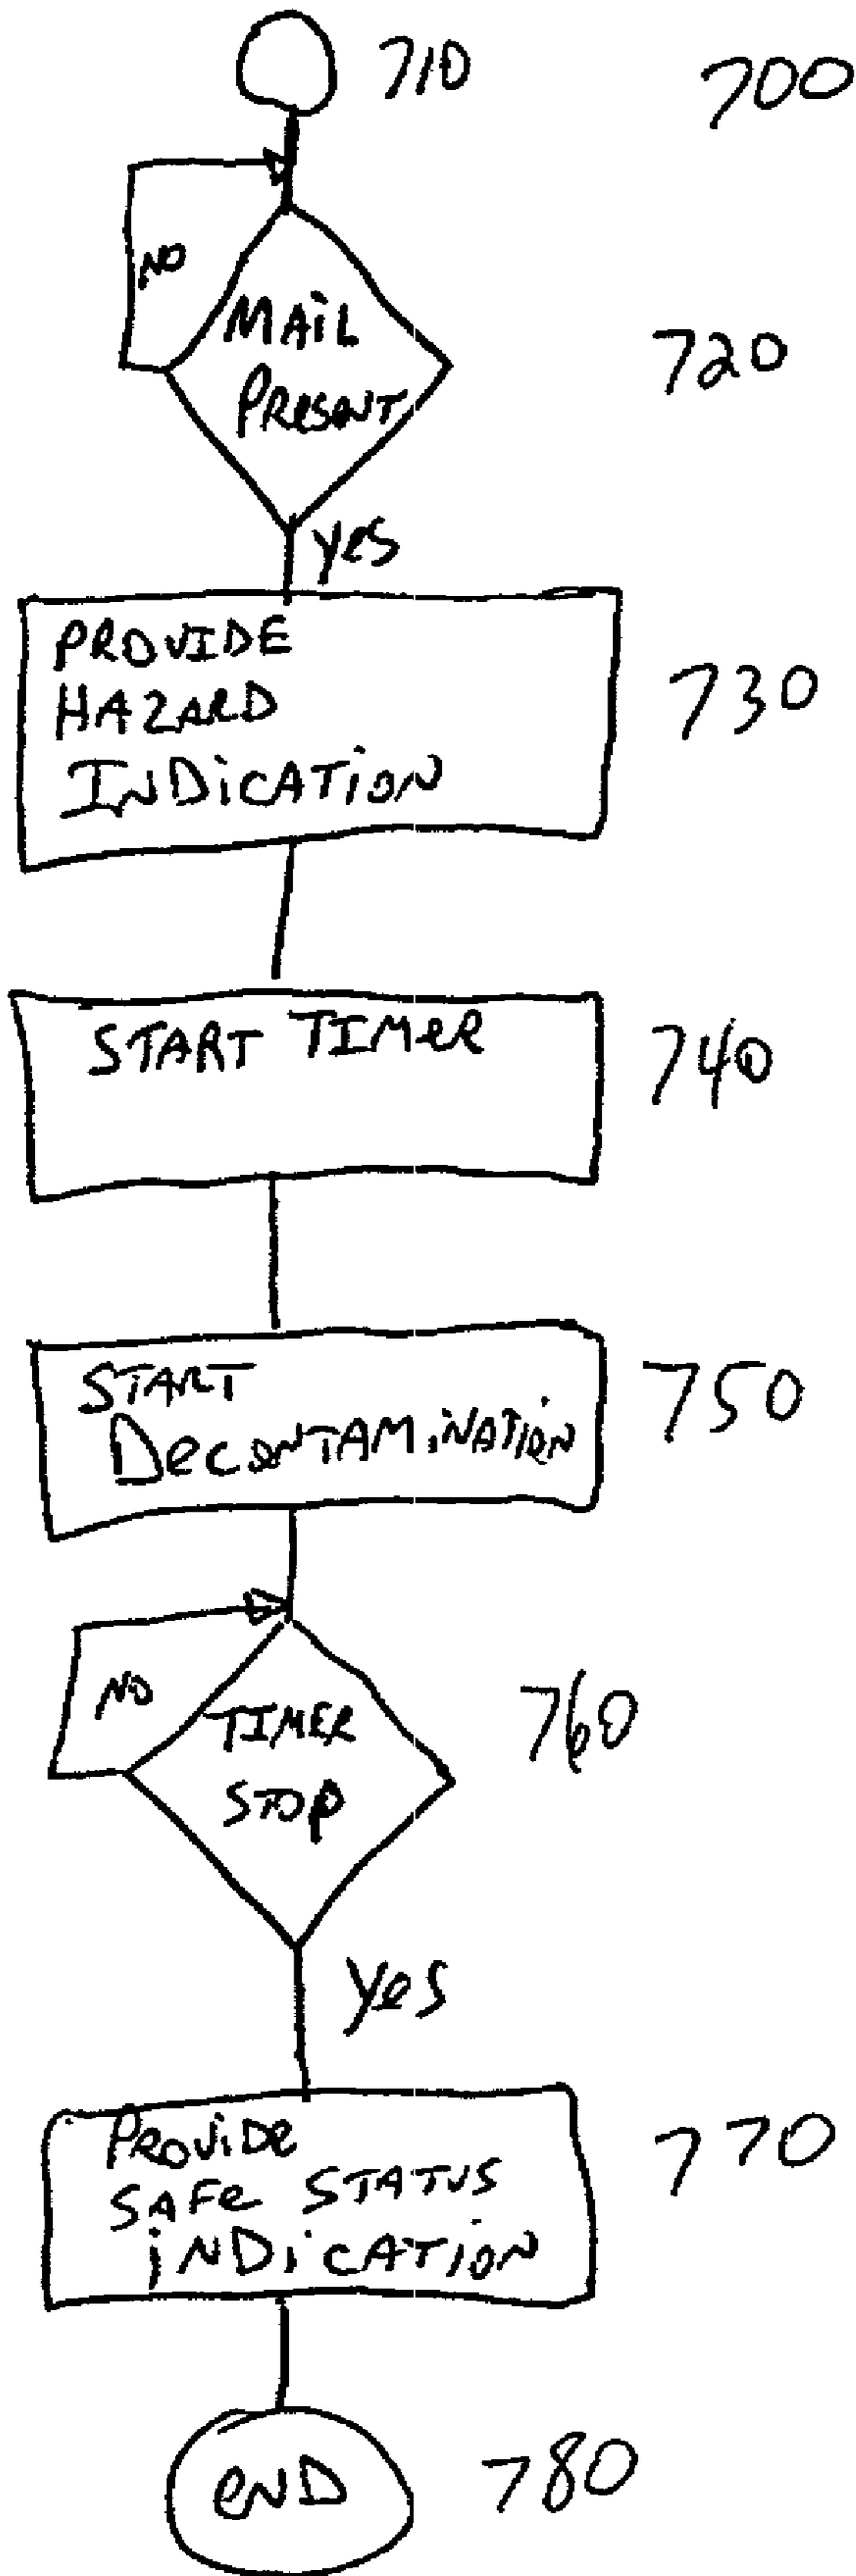 710
700
NO
MAIL
PRESENT
720
yes
PROVIDE
HAZARD
INDICATION
730
START TIMER
740
START
DECONTAMINATION
750
NO
TIMER
STOP
760
yes
PROVIDE
SAFE STATUS
INDICATION
770
END
780